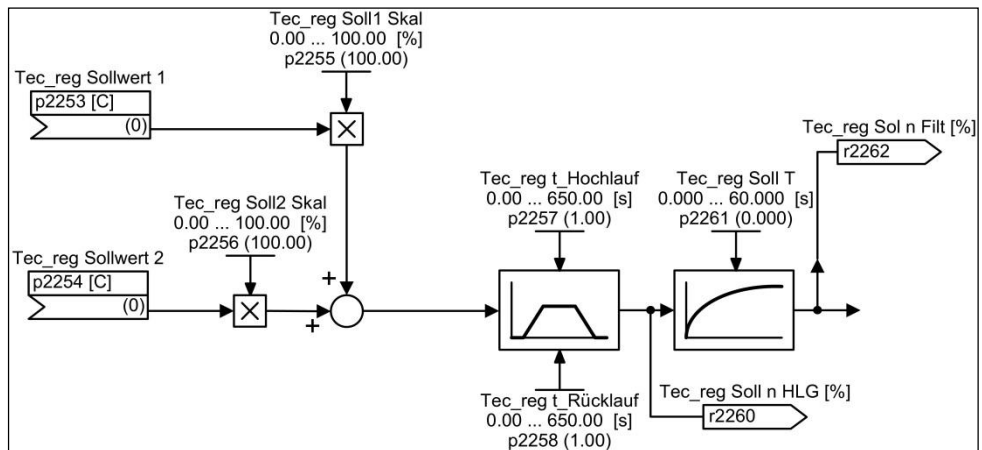 Tec_reg Soll1 Skal
0.00 ... 100.00 [%]
p2255 (100.00)
Tec_reg Sollwert 1
p2253 [C]
(0)
×
Tec_reg Sol n Filt [%]
r2262
Tec_reg Soll2 Skal
0.00 ... 100.00 [%]
p2256 (100.00)
Tec_reg t_Hochlauf
0.00 ... 650.00 [s]
p2257 (1.00)
Tec_reg Soll T
0.000 ... 60.000 [s]
p2261 (0.000)
Tec_reg Sollwert 2
p2254 [C]
(0)
×
+
+
Tec_reg t_Rücklauf
0.00 ... 650.00 [s]
p2258 (1.00)
Tec_reg Soll n HLG [%]
r2260